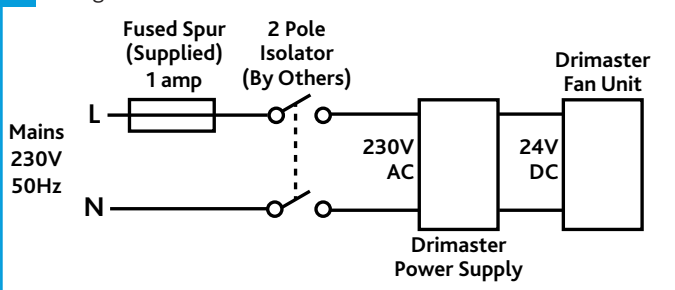 Fused Spur
(Supplied)
1 amp
2 Pole
Isolator
(By Others)
Drimaster
Fan Unit
L
Mains
230V
50Hz
230V
AC
24V
DC
N
Drimaster
Power Supply